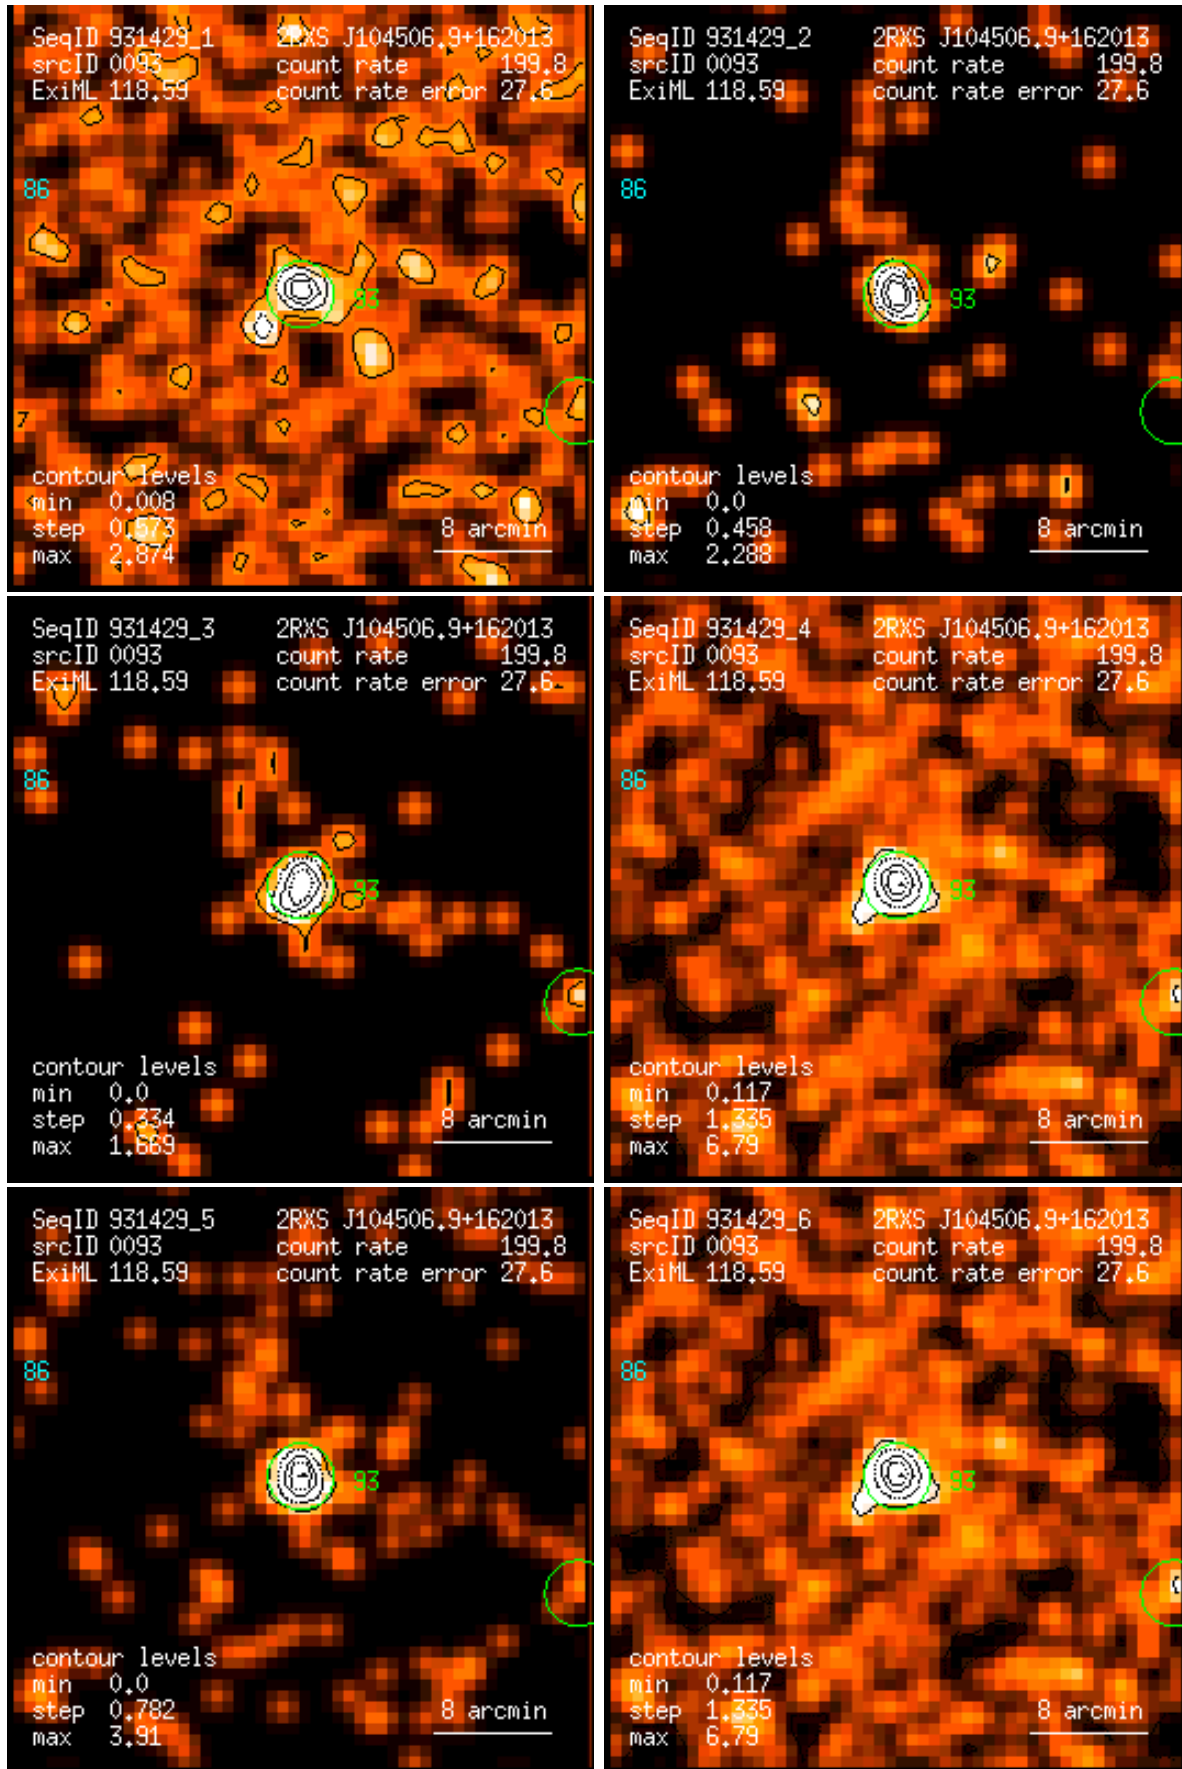 SeqID 931429_1 2RXS J104506.9+162013
srcID 0093 count rate 199.8
ExiML 118.59 count rate error 27.6
86
93
7
contour levels
min 0.008
step 0.573 8 arcmin
max 2.874
SeqID 931429_2 2RXS J104506.9+162013
srcID 0093 count rate 199.8
ExiML 118.59 count rate error 27.6
86
93
contour levels
min 0.0
step 0.458 8 arcmin
max 2.288
SeqID 931429_3 2RXS J104506.9+162013
srcID 0093 count rate 199.8
ExiML 118.59 count rate error 27.6
86
93
contour levels
min 0.0
step 0.334 8 arcmin
max 1.669
SeqID 931429_4 2RXS J104506.9+162013
srcID 0093 count rate 199.8
ExiML 118.59 count rate error 27.6
86
93
contour levels
min 0.117
step 1.335 8 arcmin
max 6.79
SeqID 931429_5 2RXS J104506.9+162013
srcID 0093 count rate 199.8
ExiML 118.59 count rate error 27.6
86
93
contour levels
min 0.0
step 0.782 8 arcmin
max 3.91
SeqID 931429_6 2RXS J104506.9+162013
srcID 0093 count rate 199.8
ExiML 118.59 count rate error 27.6
86
93
contour levels
min 0.117
step 1.335 8 arcmin
max 6.79